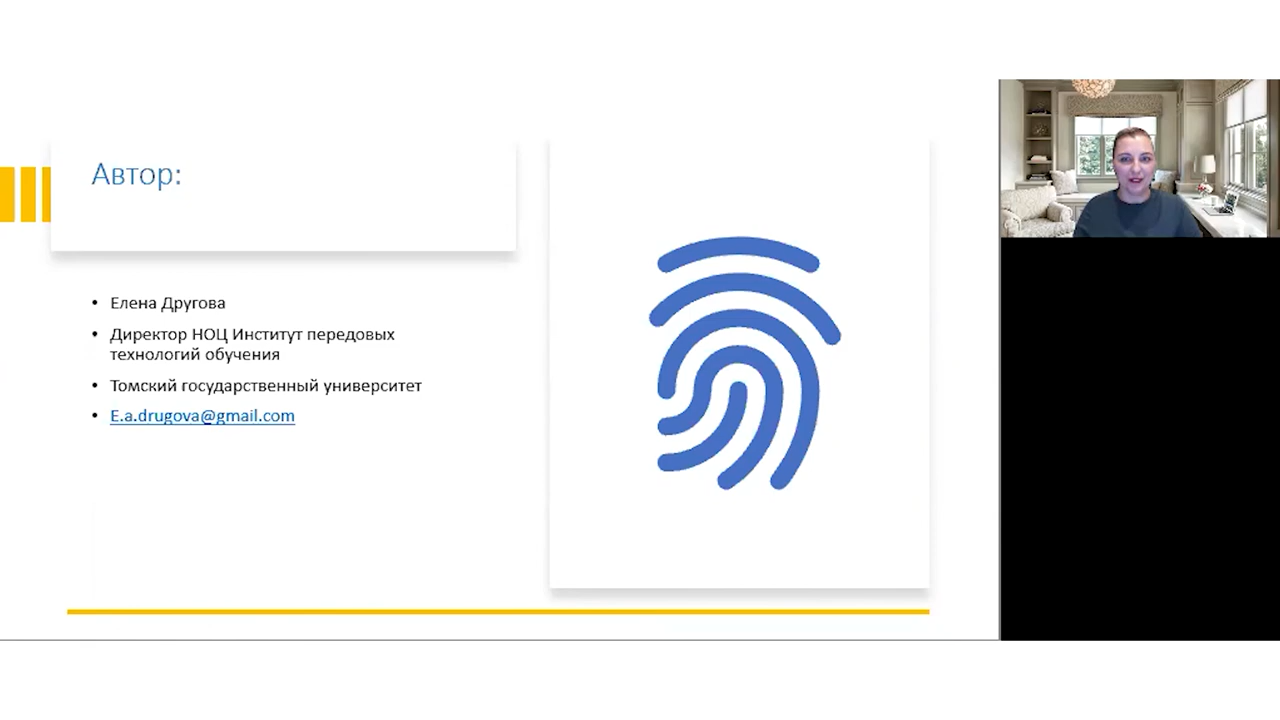 Автор:
Елена Другова
Директор НОЦ Институт передовых
технологий обучения
Томский государственный университет
E.a.drugova@gmail.com